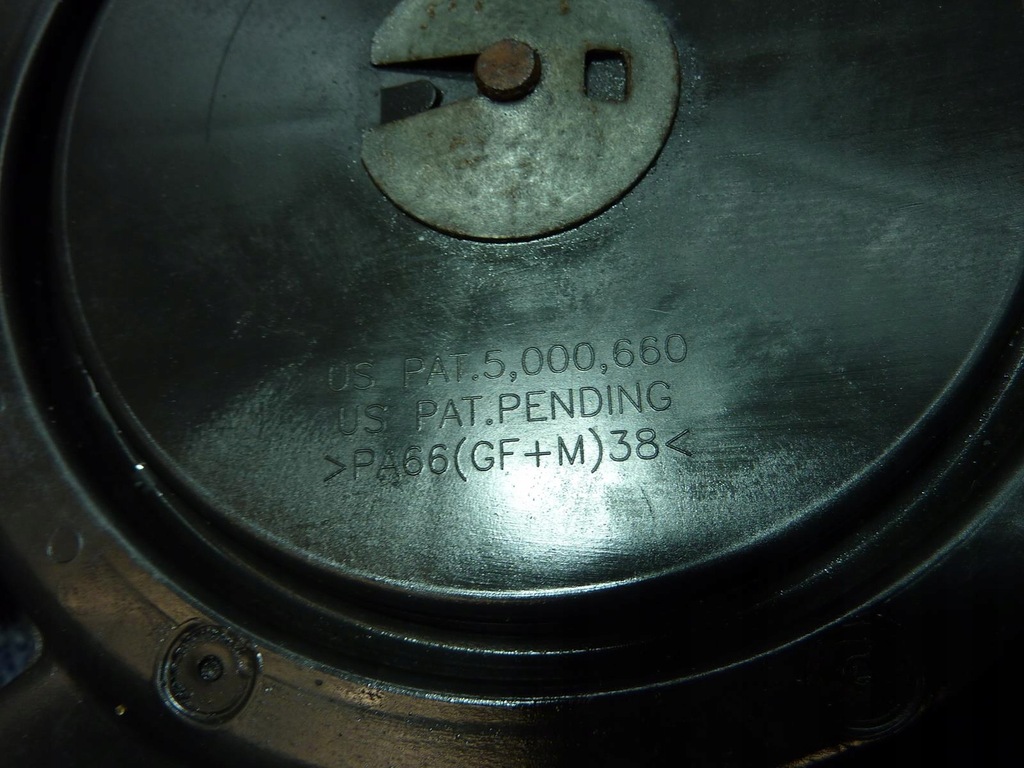 US PAT.5,000,660
US PAT.PENDING
>PA66(GF+M)38<